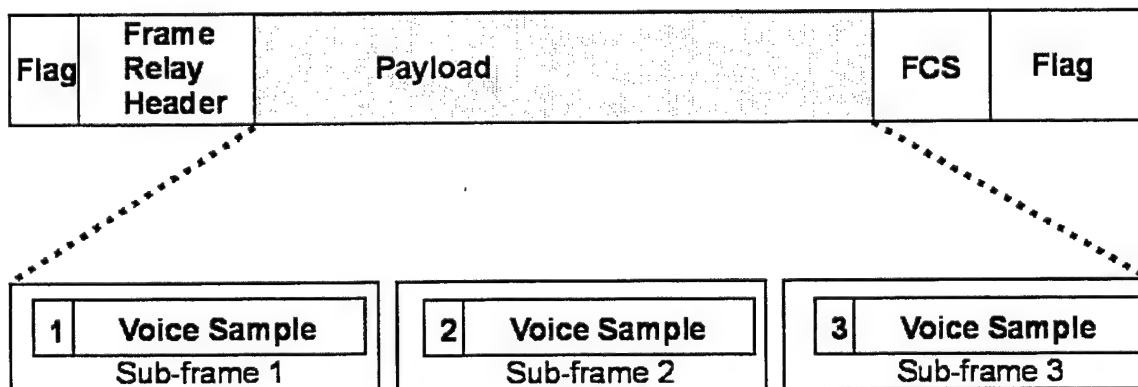 Flag Frame Relay Header Payload FCS Flag
1 Voice Sample 2 Voice Sample 3 Voice Sample
Sub-frame 1 Sub-frame 2 Sub-frame 3